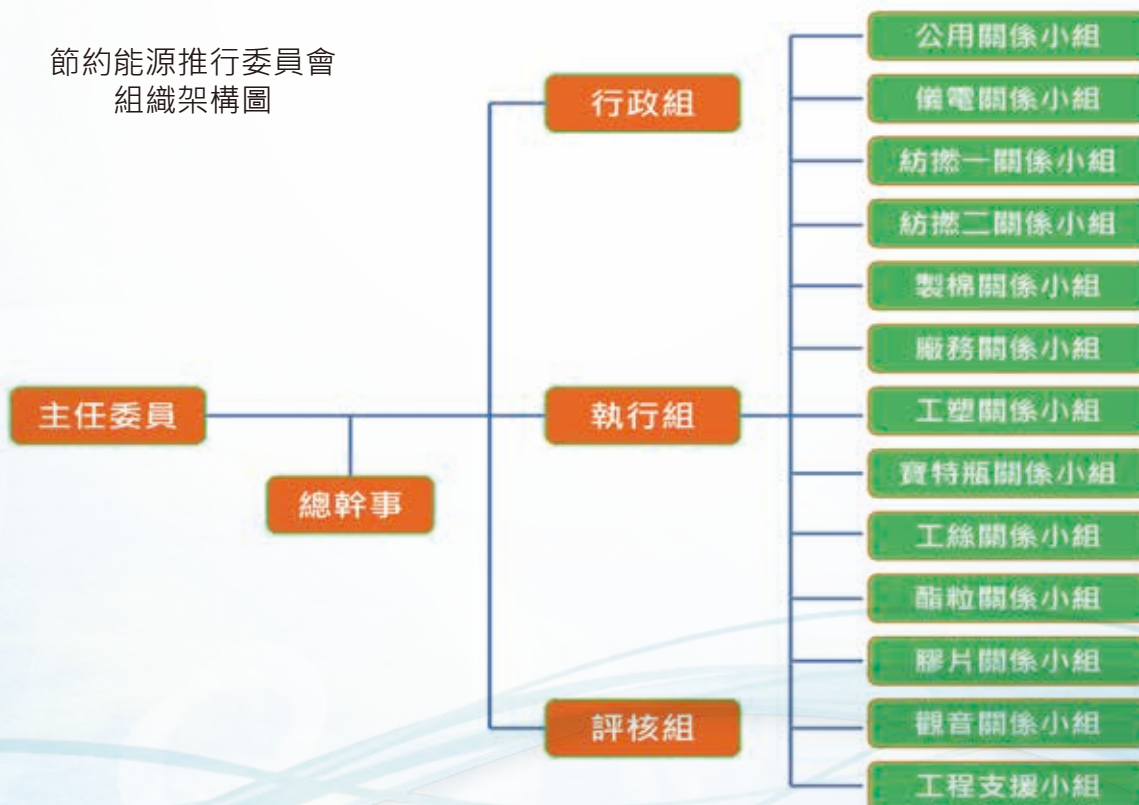 節約能源推行委員會
組織架構圖
主任委員
總幹事
行政組
執行組
評核組
公用關係小組
儀電關係小組
紡撚一關係小組
紡撚二關係小組
製棉關係小組
廠務關係小組
工塑關係小組
寶特瓶關係小組
工絲關係小組
酯粒關係小組
膠片關係小組
觀音關係小組
工程支援小組